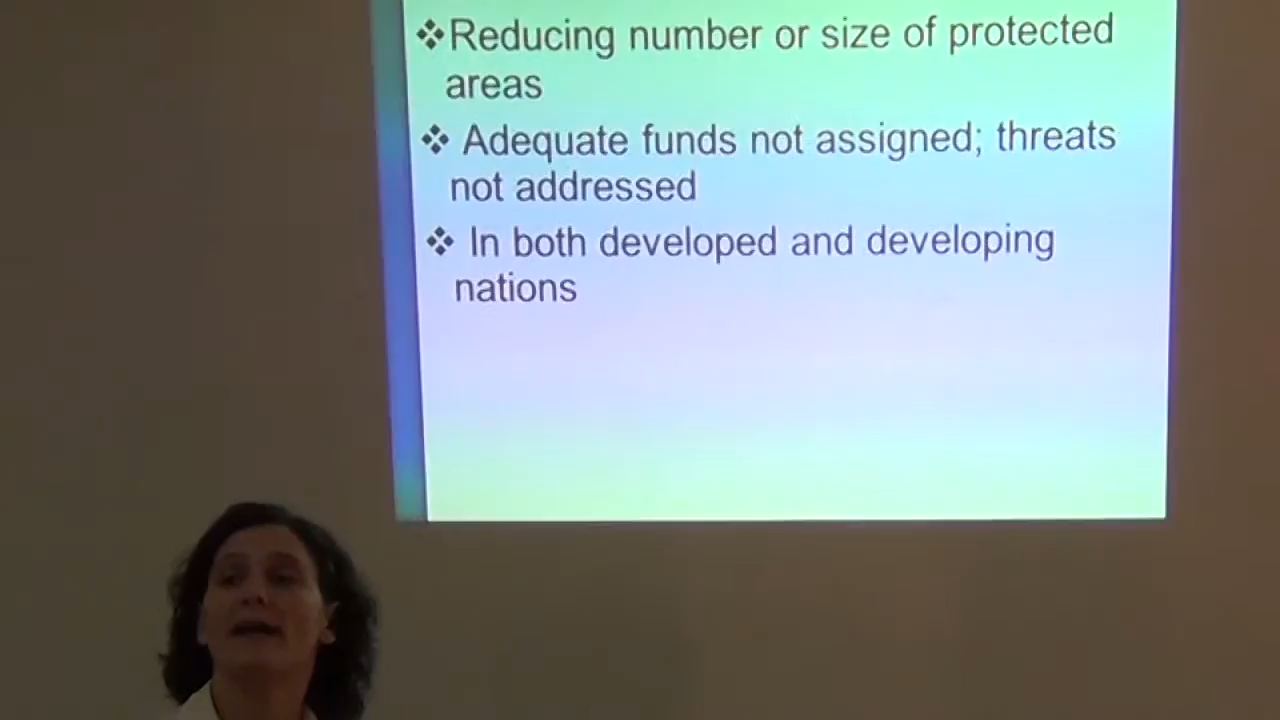 ❖Reducing number or size of protected
areas
❖ Adequate funds not assigned; threats
not addressed
❖ In both developed and developing
nations